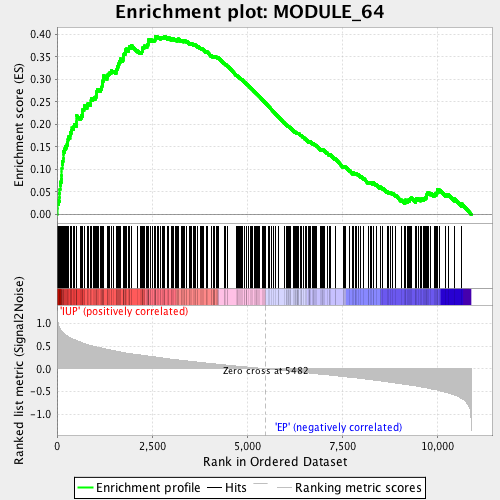 Enrichment plot: MODULE_64
Enrichment score (ES)
0.40
0.35
0.30
0.25
0.20
0.15
0.10
0.05
0.00
'IUP' (positively correlated)
Ranked list metric (Signal2Noise)
1.0
0.5
0.0
-0.5
-1.0
Zero cross at 5482
'EP' (negatively correlated)
0 2,500 5,000 7,500 10,000
Rank in Ordered Dataset
Enrichment profile Hits Ranking metric scores